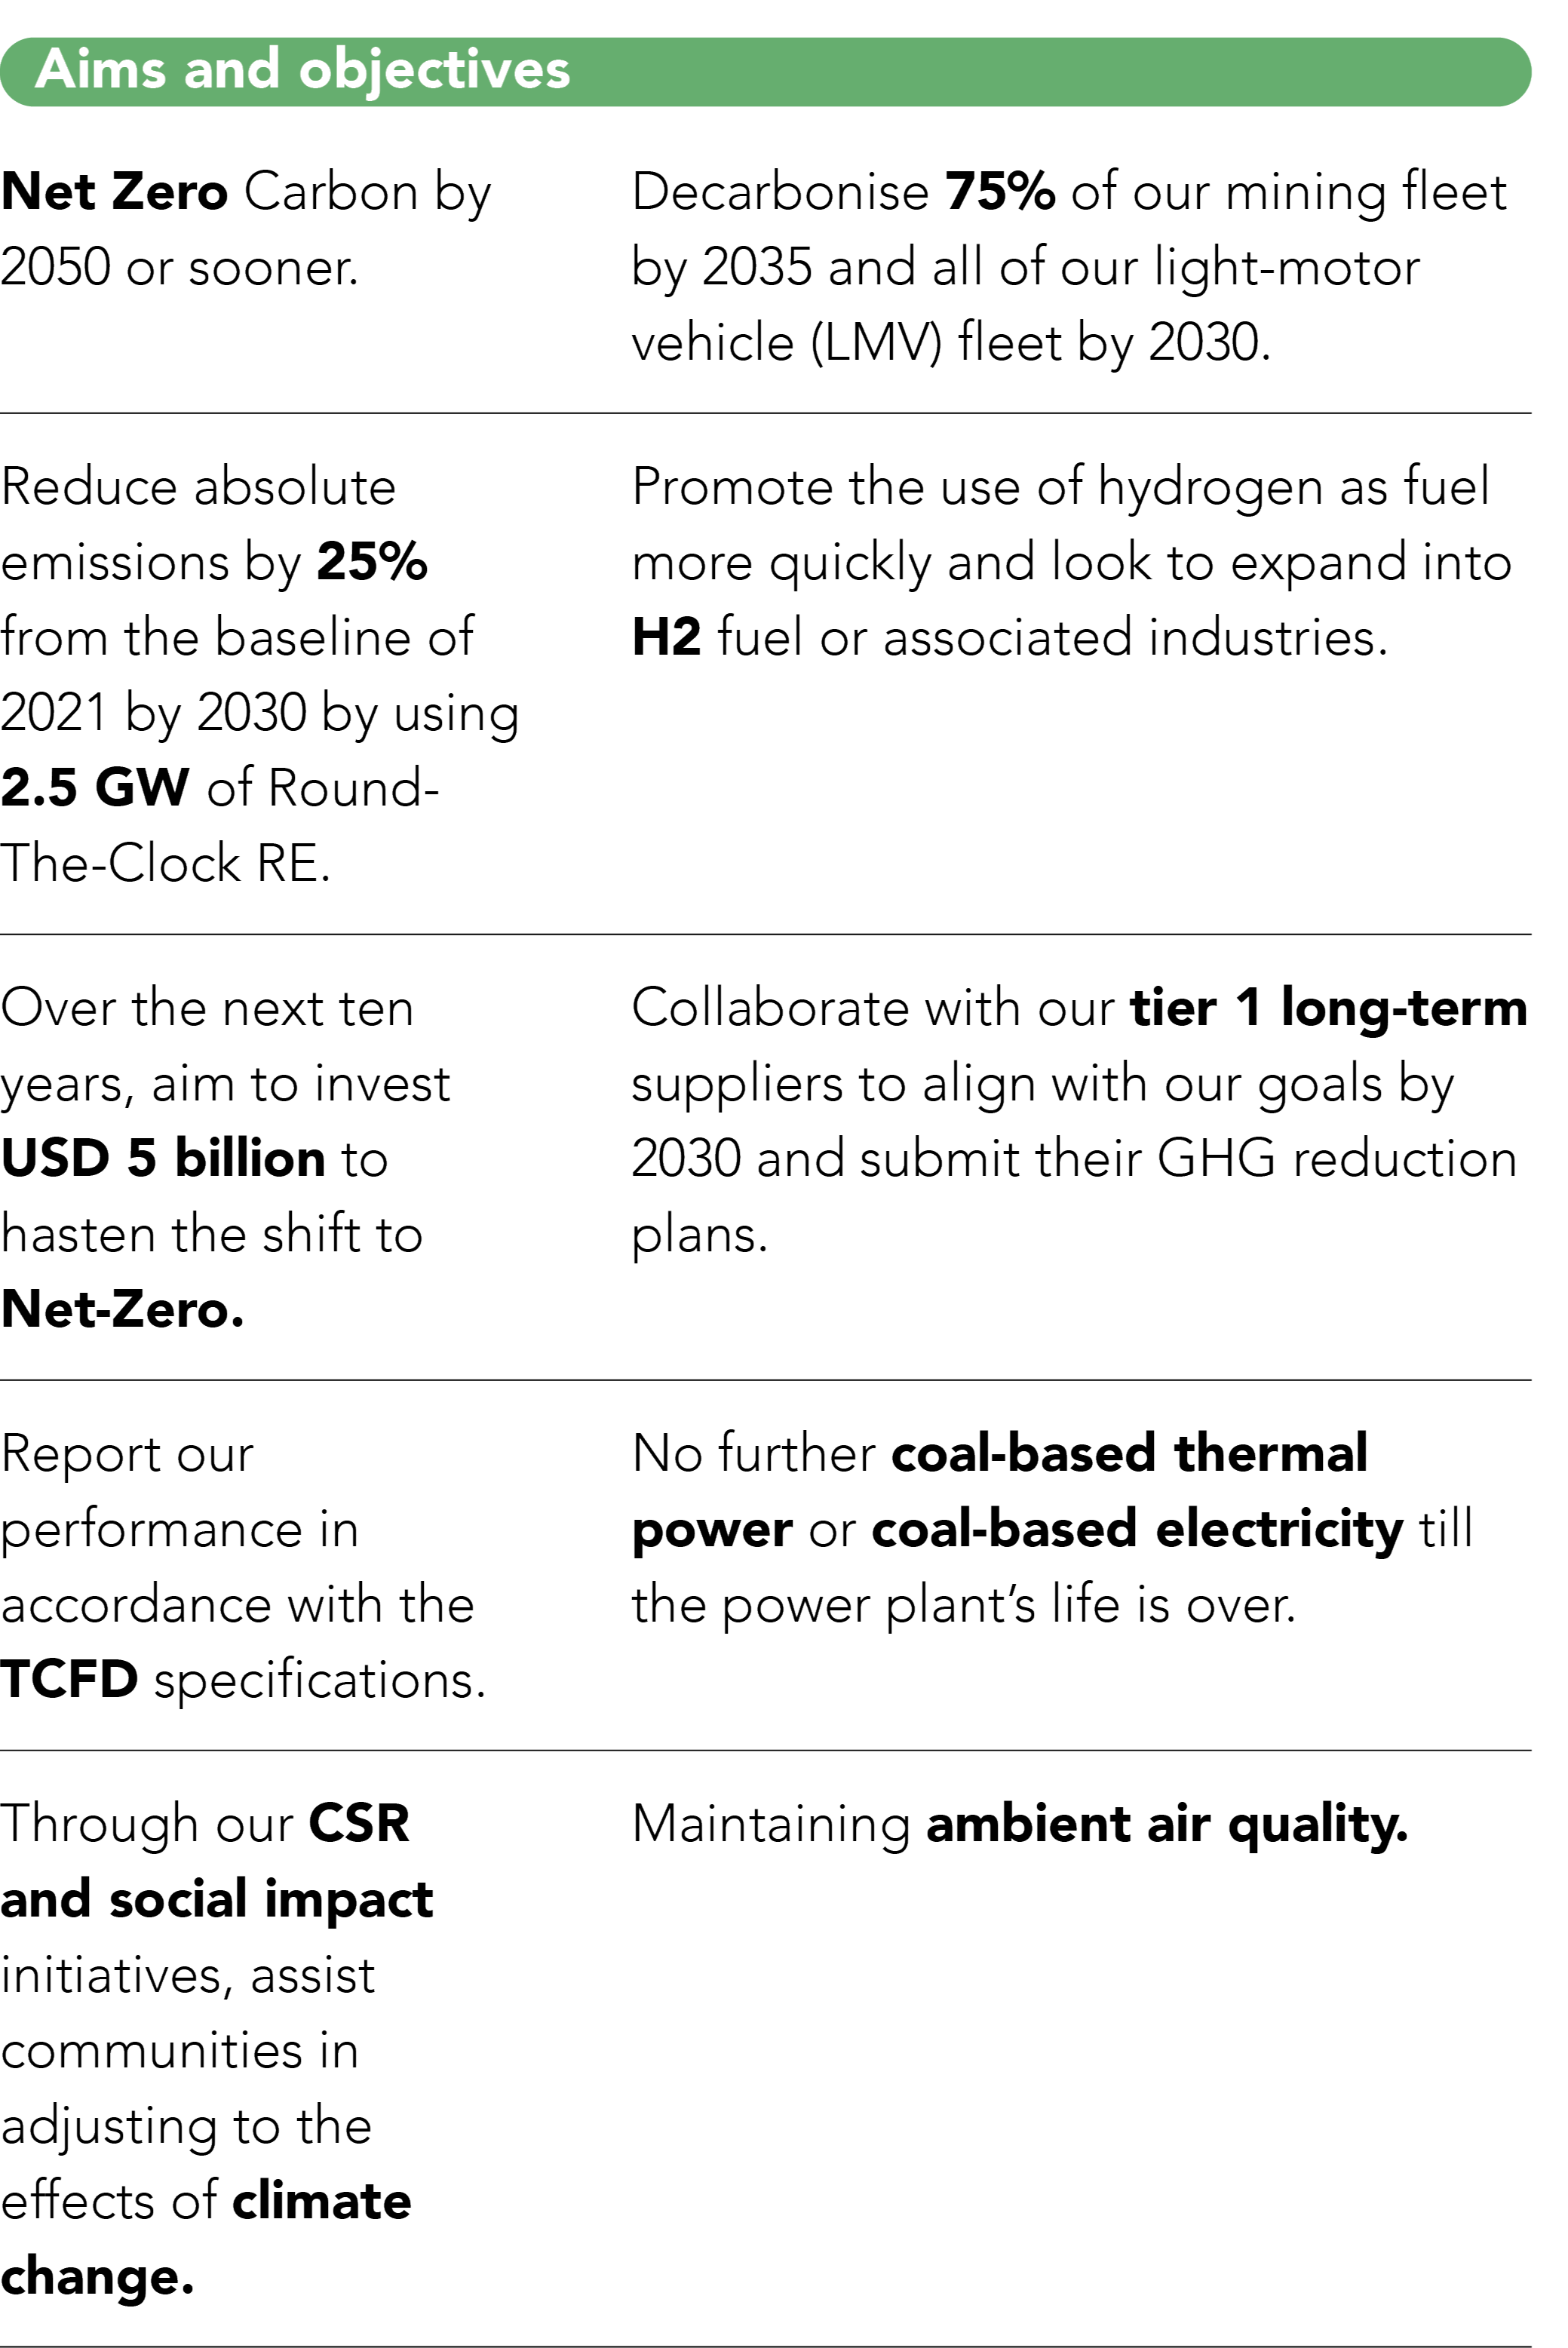 Aims and objectives
Net Zero Carbon by
2050 or sooner.
Decarbonise 75% of our mining fleet
by 2035 and all of our light-motor
vehicle (LMV) fleet by 2030.
Reduce absolute
emissions by 25%
from the baseline of
2021 by 2030 by using
2.5 GW of Round-
The-Clock RE.
Promote the use of hydrogen as fuel
more quickly and look to expand into
H2 fuel or associated industries.
Over the next ten
years, aim to invest
USD 5 billion to
hasten the shift to
Net-Zero.
Collaborate with our tier 1 long-term
suppliers to align with our goals by
2030 and submit their GHG reduction
plans.
Report our
performance in
accordance with the
TCFD specifications.
No further coal-based thermal
power or coal-based electricity till
the power plant’s life is over.
Through our CSR
and social impact
initiatives, assist
communities in
adjusting to the
effects of climate
change.
Maintaining ambient air quality.